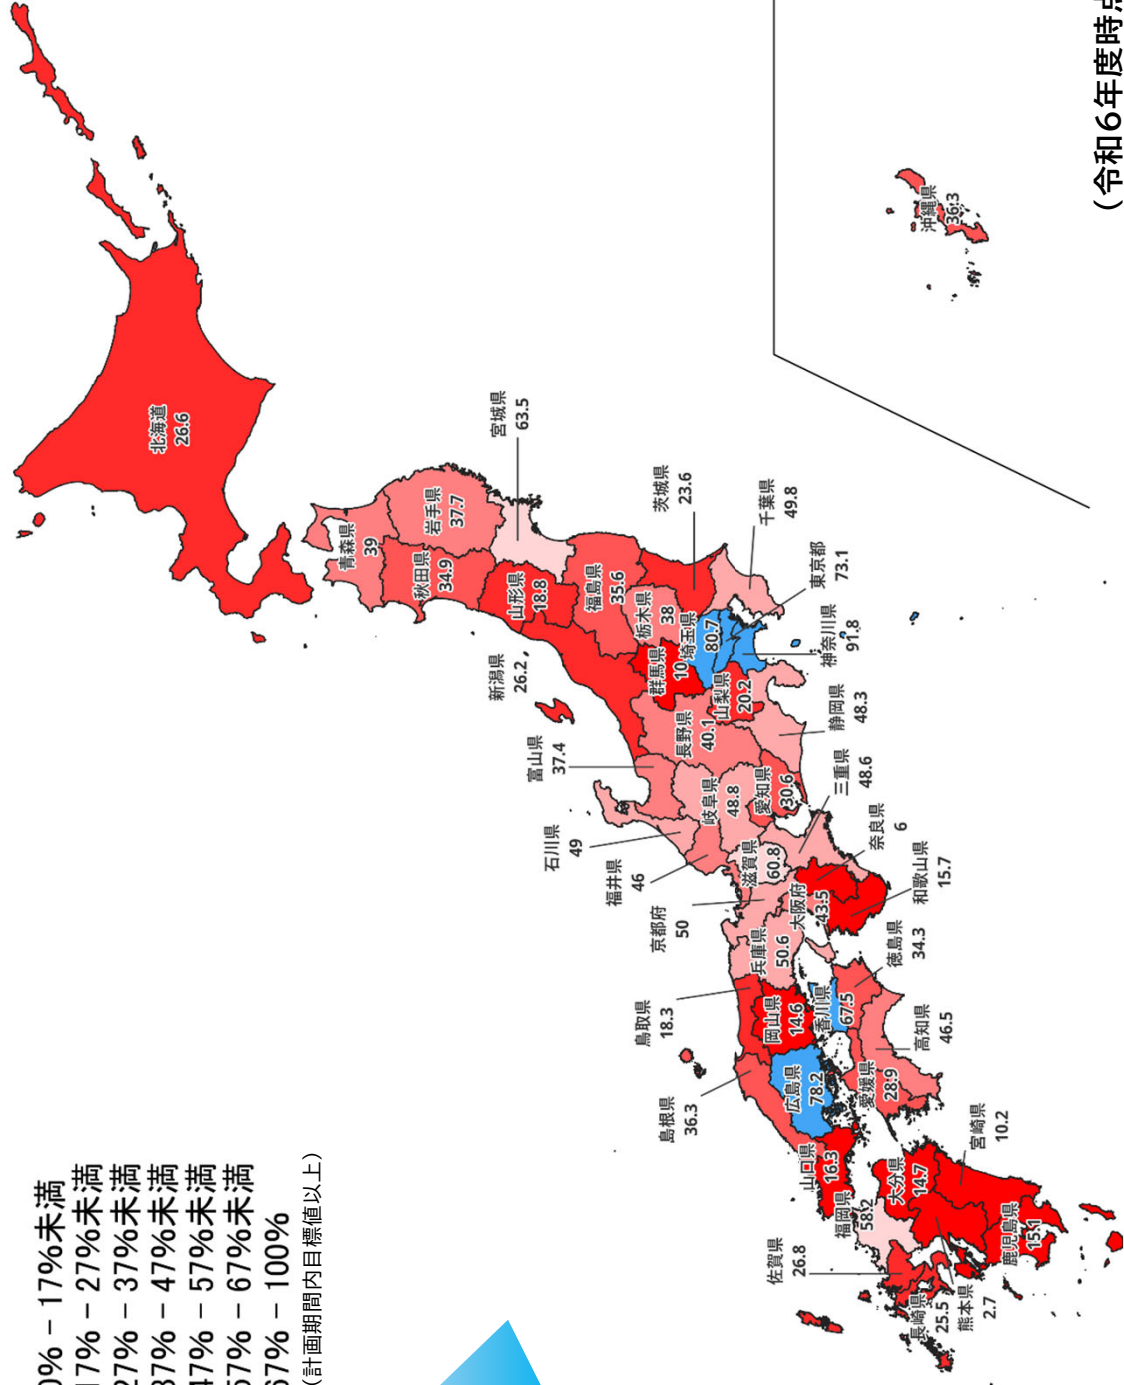 0% – 17%未満
17% – 27%未満
27% – 37%未満
37% – 47%未満
47% – 57%未満
57% – 67%未満
67% – 100%
(計画期間内目標値以上)
北海道
26.6
青森県
39
岩手県
37.7
宮城県
63.5
秋田県
34.9
山形県
18.8
福島県
35.6
茨城県
23.6
栃木県
38
群馬県
10
埼玉県
80.7
千葉県
49.8
東京都
73.1
神奈川県
91.8
新潟県
26.2
富山県
37.4
石川県
49
福井県
46
山梨県
20.2
長野県
40.1
岐阜県
48.8
静岡県
48.3
愛知県
30.6
三重県
48.6
滋賀県
60.8
京都府
50
大阪府
43.5
兵庫県
50.6
奈良県
6
和歌山県
15.7
鳥取県
18.3
島根県
36.3
岡山県
14.6
広島県
78.2
山口県
16.3
徳島県
34.3
香川県
67.5
愛媛県
28.9
高知県
46.5
福岡県
58.2
佐賀県
26.8
長崎県
25.5
熊本県
2.7
大分県
14.7
宮崎県
10.2
鹿児島県
15.1
沖縄県
36.3
(令和6年度時点